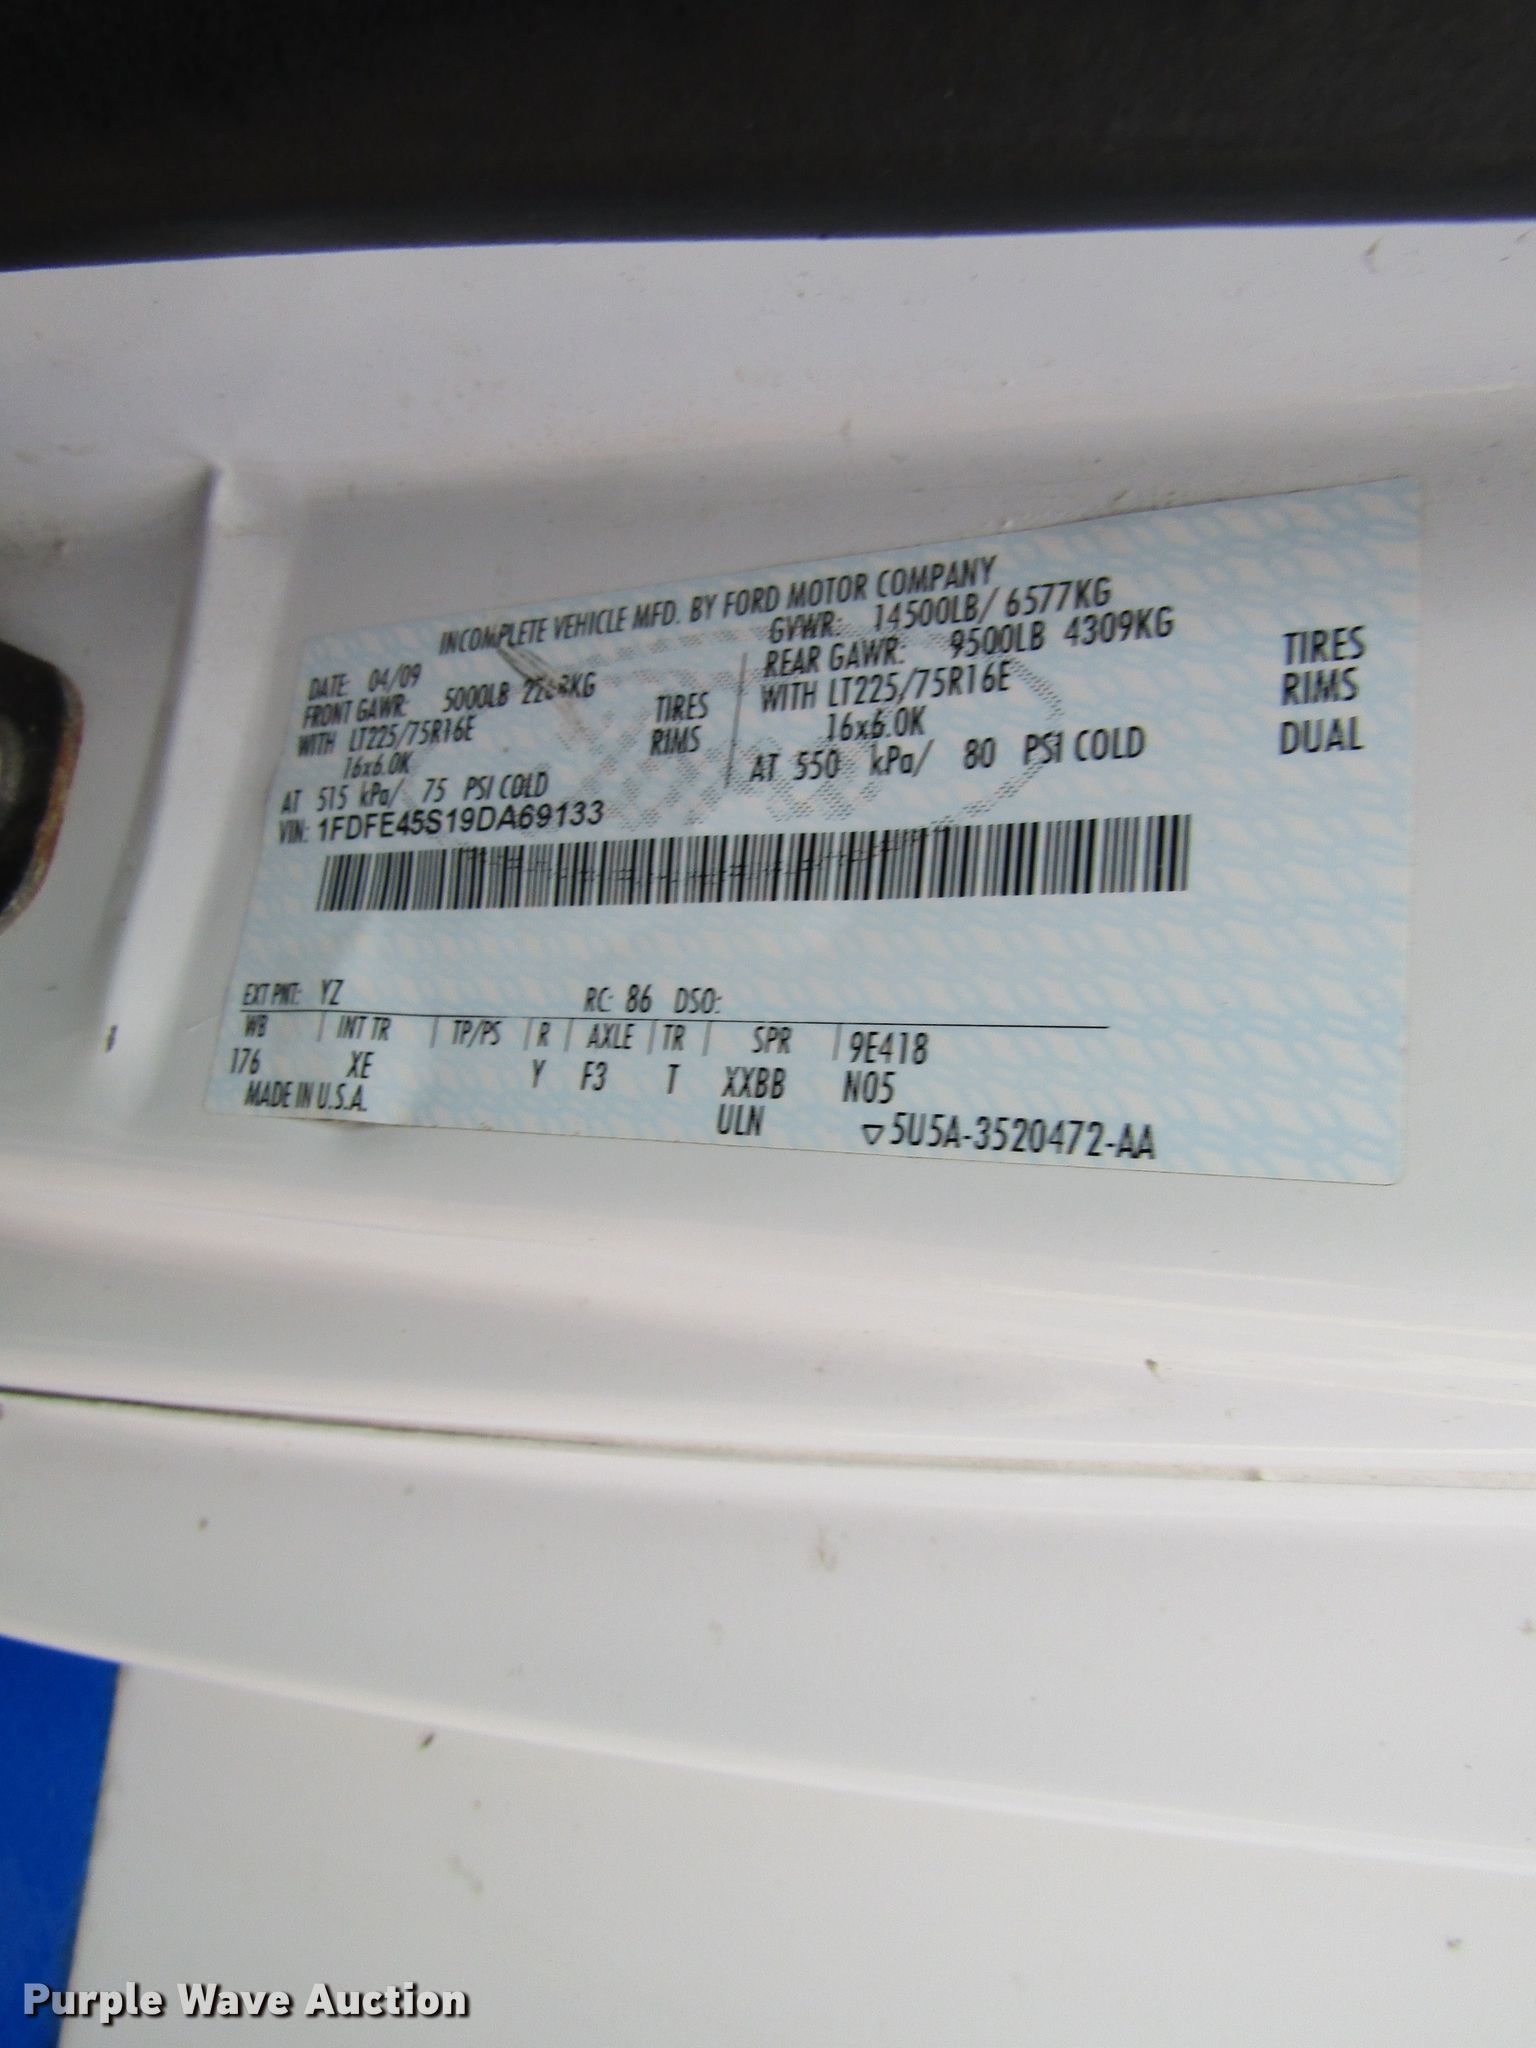 INCOMPLETE VEHICLE MFD. BY FORD MOTOR COMPANY
DATE: 04/09 GVWR: 14500LB/ 6577KG
FRONT GAWR: 5000LB REAR GAWR: 9500LB 4309KG
WITH LT225/75R16E TIRES WITH LT225/75R16E TIRES
16x6.0K RIMS 16x6.0K RIMS
AT 515 kPa/ 75 PSI COLD AT 550 kPa/ 80 PSI COLD DUAL
VIN: 1FDFE45S19DA69133
EXT PNT: YZ RC: 86 DSO:
WB | INT TR | TP/PS | R | AXLE | TR | SPR | 9E418
176 XE Y F3 T XXBB N05
MADE IN U.S.A. ULN ▽5U5A-3520472-AA
Purple Wave Auction